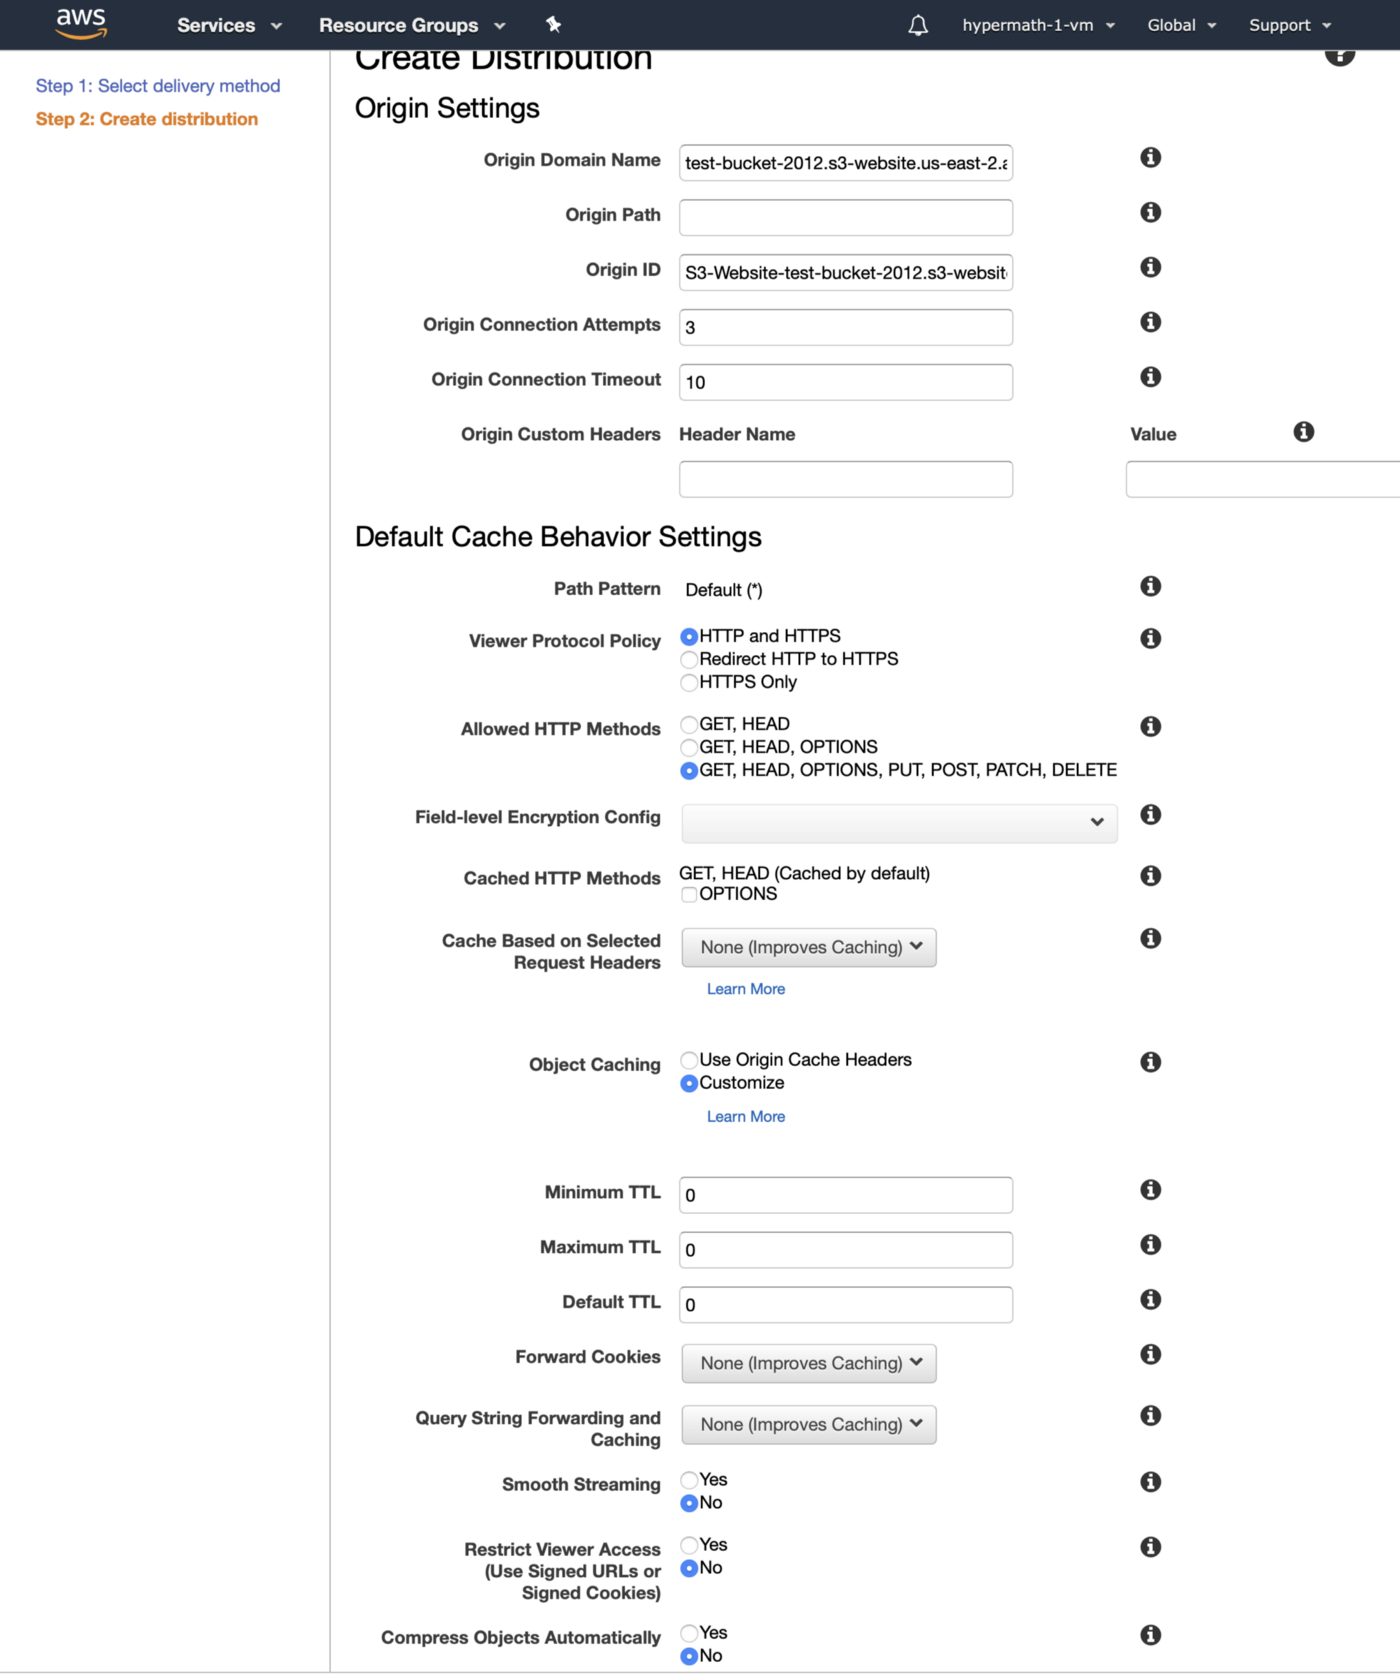 aws
Services
Resource Groups
hypermath-1-vm
Global
Support
Step 1: Select delivery method
Step 2: Create distribution
Create Distribution
Origin Settings
Origin Domain Name
test-bucket-2012.s3-website.us-east-2.a
Origin Path
Origin ID
S3-Website-test-bucket-2012.s3-websit
Origin Connection Attempts
3
Origin Connection Timeout
10
Origin Custom Headers
Header Name
Value
Default Cache Behavior Settings
Path Pattern
Default (*)
Viewer Protocol Policy
HTTP and HTTPS
Redirect HTTP to HTTPS
HTTPS Only
Allowed HTTP Methods
GET, HEAD
GET, HEAD, OPTIONS
GET, HEAD, OPTIONS, PUT, POST, PATCH, DELETE
Field-level Encryption Config
Cached HTTP Methods
GET, HEAD (Cached by default)
OPTIONS
Cache Based on Selected
Request Headers
None (Improves Caching)
Learn More
Object Caching
Use Origin Cache Headers
Customize
Learn More
Minimum TTL
0
Maximum TTL
0
Default TTL
0
Forward Cookies
None (Improves Caching)
Query String Forwarding and
Caching
None (Improves Caching)
Smooth Streaming
Yes
No
Restrict Viewer Access
(Use Signed URLs or
Signed Cookies)
Yes
No
Compress Objects Automatically
Yes
No